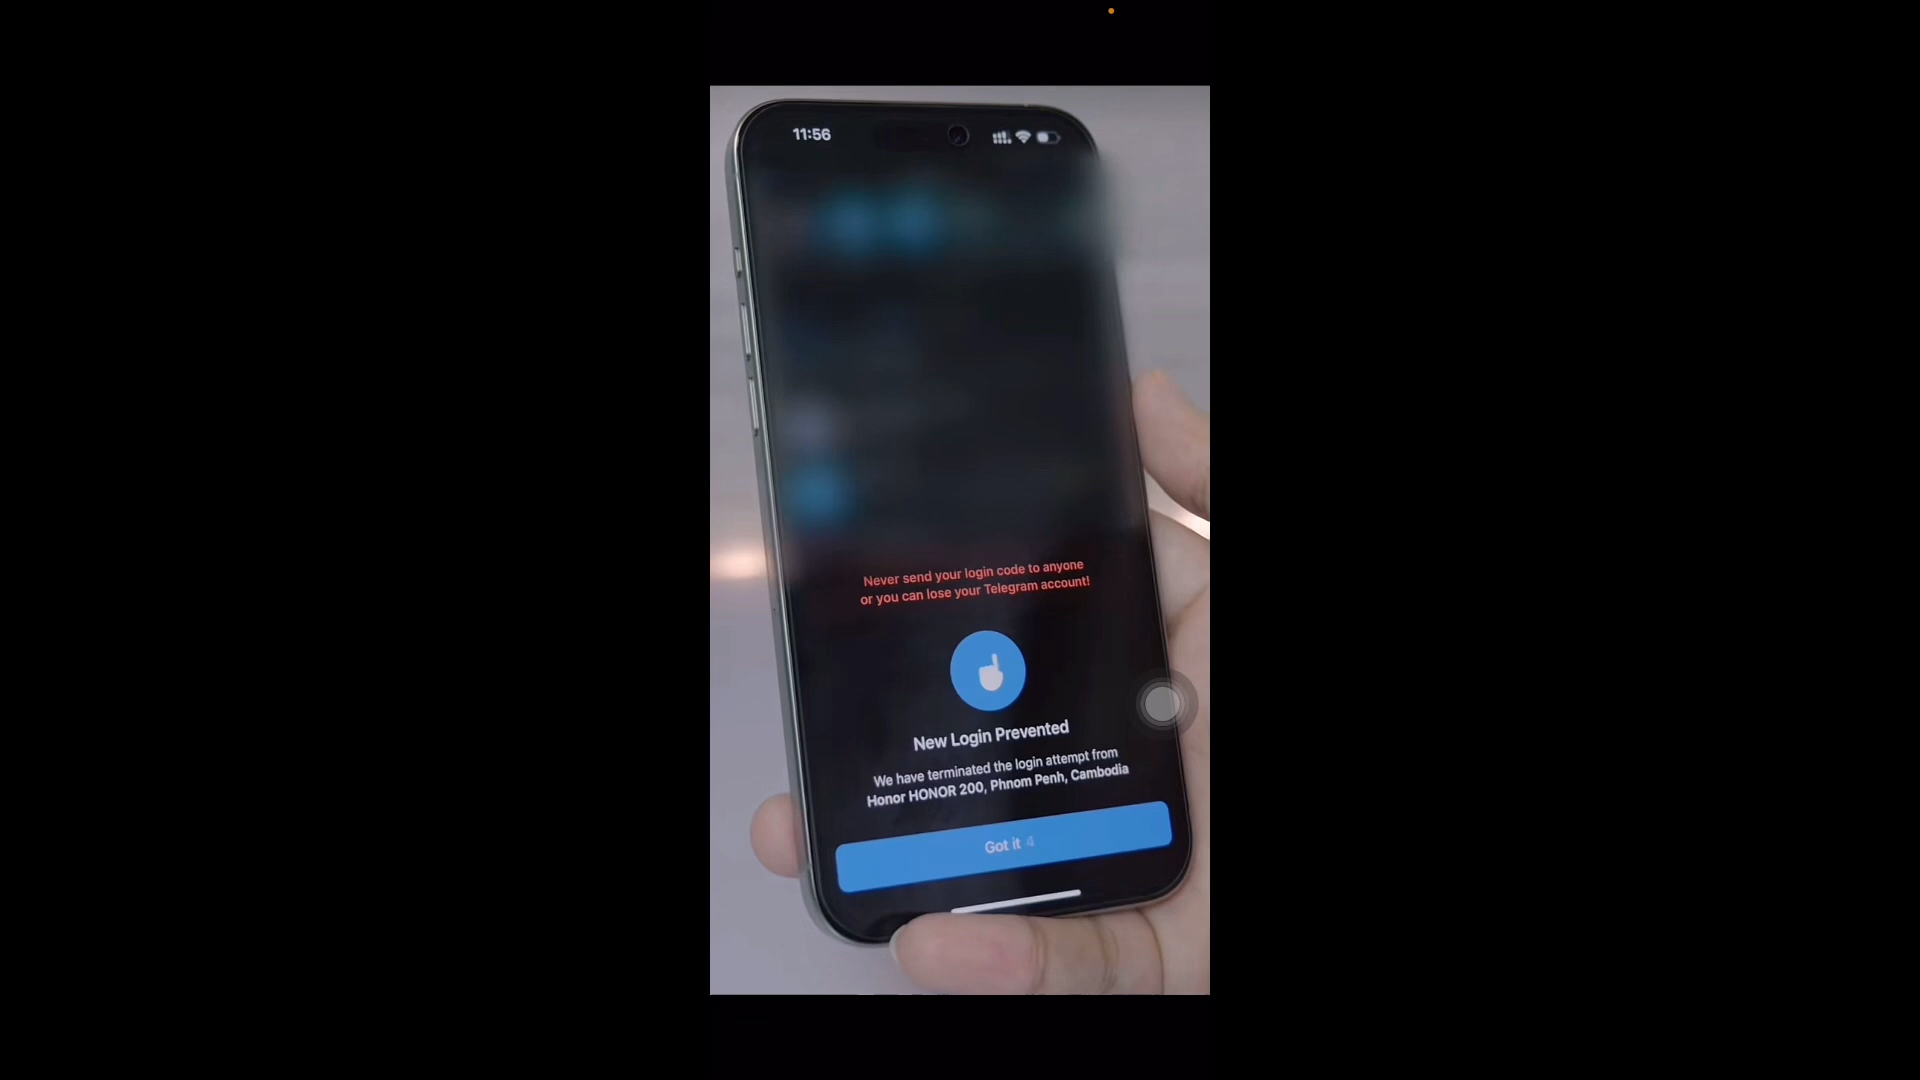 11:56
Never send your login code to anyone
or you can lose your Telegram account!
New Login Prevented
We have terminated the login attempt from
Honor HONOR 200, Phnom Penh, Cambodia
Got it 4